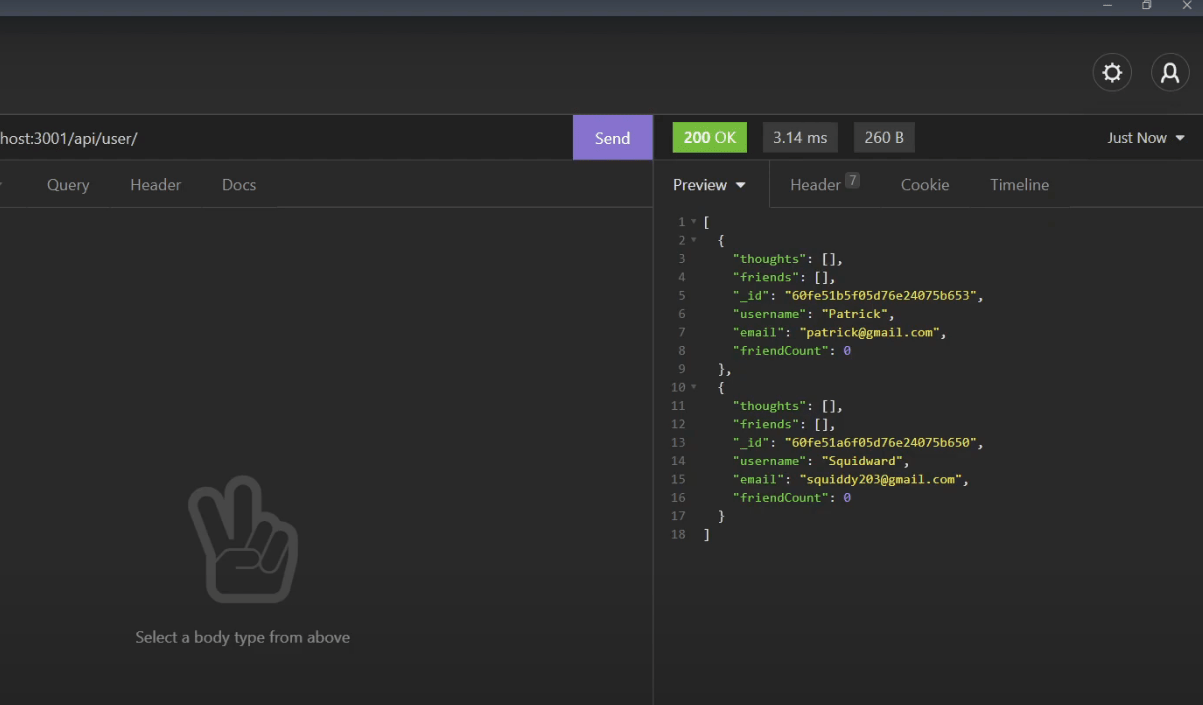 host:3001/api/user/
Send
200 OK
3.14 ms
260 B
Just Now
Query
Header
Docs
Preview
Header 7
Cookie
Timeline
1 [
2 {
3 "thoughts": [],
4 "friends": [],
5 "_id": "60fe51b5f05d76e24075b653",
6 "username": "Patrick",
7 "email": "patrick@gmail.com",
8 "friendCount": 0
9 },
10 {
11 "thoughts": [],
12 "friends": [],
13 "_id": "60fe51a6f05d76e24075b650",
14 "username": "Squidward",
15 "email": "squiddy203@gmail.com",
16 "friendCount": 0
17 }
18 ]
Select a body type from above